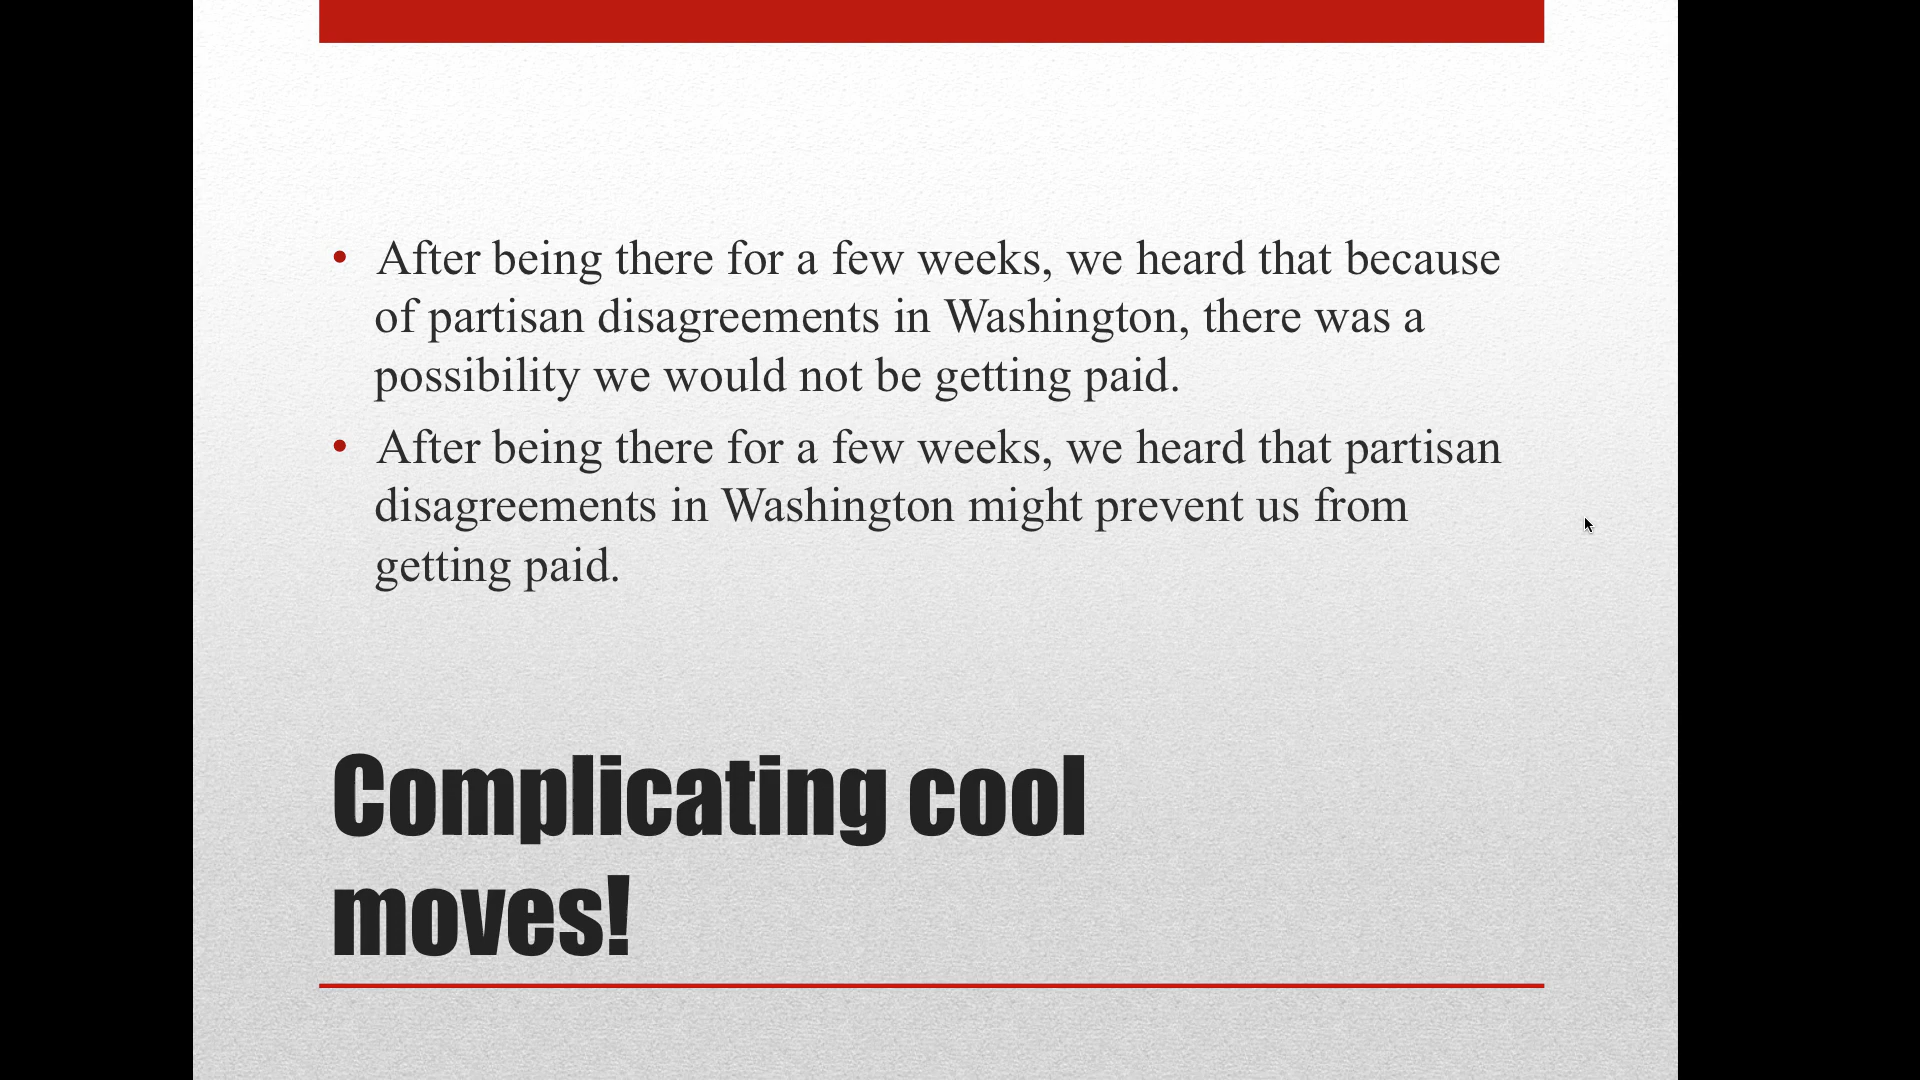 • After being there for a few weeks, we heard that because
of partisan disagreements in Washington, there was a
possibility we would not be getting paid.
• After being there for a few weeks, we heard that partisan
disagreements in Washington might prevent us from
getting paid.
Complicating cool
moves!